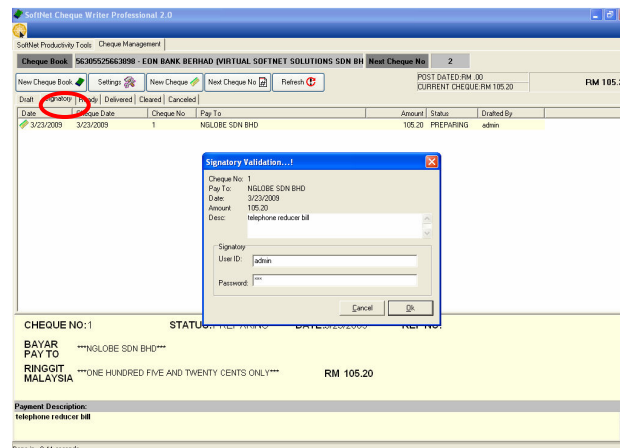 SoftNet Cheque Writer Professional 2.0
SoftNet Productivity Tools Cheque Management
Cheque Book 56305525663098 - EON BANK BERHAD (VIRTUAL SOFTNET SOLUTIONS SDN BH Next Cheque No 2
New Cheque Book Settings New Cheque Next Cheque No Refresh
POST DATED:RM .00
CURRENT CHEQUE:RM 105.20
RM 105.
Draft Signatory Ready Delivered Cleared Canceled
Date Cheque Date Cheque No Pay To Amount Status Drafted By
3/23/2009 3/23/2009 1 NGLOBE SDN BHD 105.20 PREPARING admin
Signatory Validation...!
Cheque No: 1
Pay To: NGLOBE SDN BHD
Date: 3/23/2009
Amount 105.20
Desc: telephone reducer bill
Signatory
User ID: admin
Password: ***
Cancel Ok
CHEQUE NO:1 STATUS:PREPARING DATE:3/23/2009 REF NO:
BAYAR
PAY TO ***NGLOBE SDN BHD***
RINGGIT
MALAYSIA ***ONE HUNDRED FIVE AND TWENTY CENTS ONLY*** RM 105.20
Payment Description:
telephone reducer bill